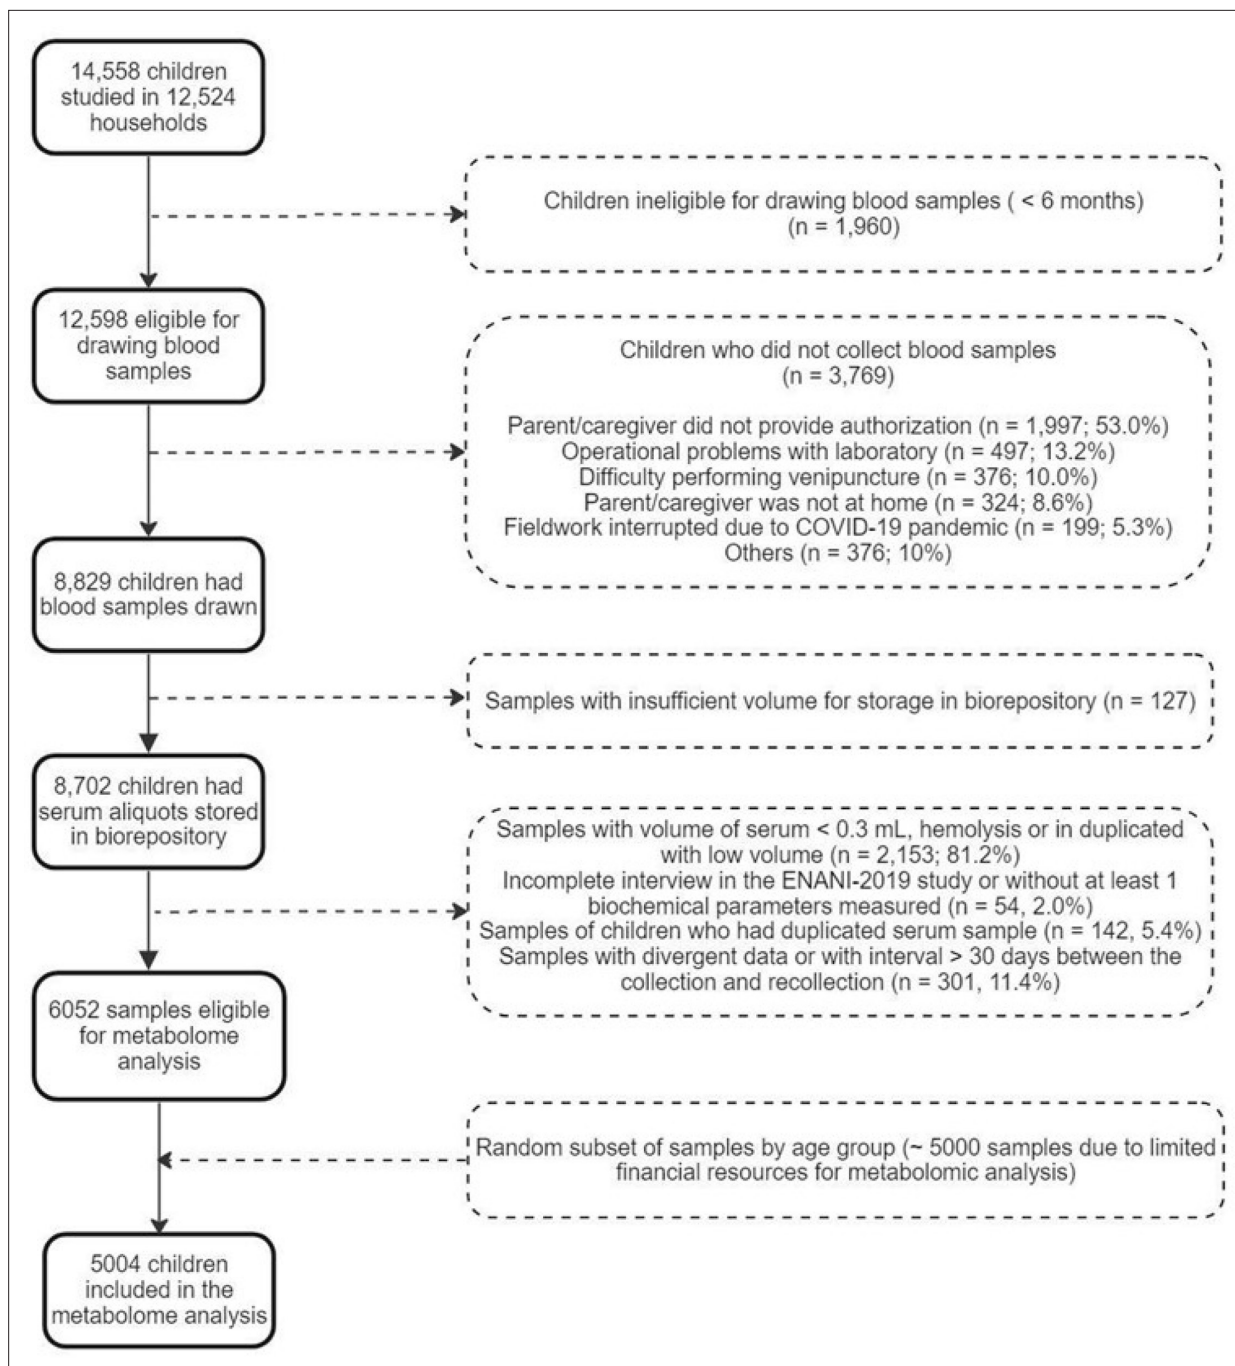 14,558 children
studied in 12,524
households
Children ineligible for drawing blood samples ( < 6 months)
(n = 1,960)
12,598 eligible for
drawing blood
samples
Children who did not collect blood samples
(n = 3,769)
Parent/caregiver did not provide authorization (n = 1,997; 53.0%)
Operational problems with laboratory (n = 497; 13.2%)
Difficulty performing venipuncture (n = 376; 10.0%)
Parent/caregiver was not at home (n = 324; 8.6%)
Fieldwork interrupted due to COVID-19 pandemic (n = 199; 5.3%)
Others (n = 376; 10%)
8,829 children had
blood samples drawn
Samples with insufficient volume for storage in biorepository (n = 127)
8,702 children had
serum aliquots stored
in biorepository
Samples with volume of serum < 0.3 mL, hemolysis or in duplicated
with low volume (n = 2,153; 81.2%)
Incomplete interview in the ENANI-2019 study or without at least 1
biochemical parameters measured (n = 54, 2.0%)
Samples of children who had duplicated serum sample (n = 142, 5.4%)
Samples with divergent data or with interval > 30 days between the
collection and recollection (n = 301, 11.4%)
6052 samples eligible
for metabolome
analysis
Random subset of samples by age group (~ 5000 samples due to limited
financial resources for metabolomic analysis)
5004 children
included in the
metabolome analysis